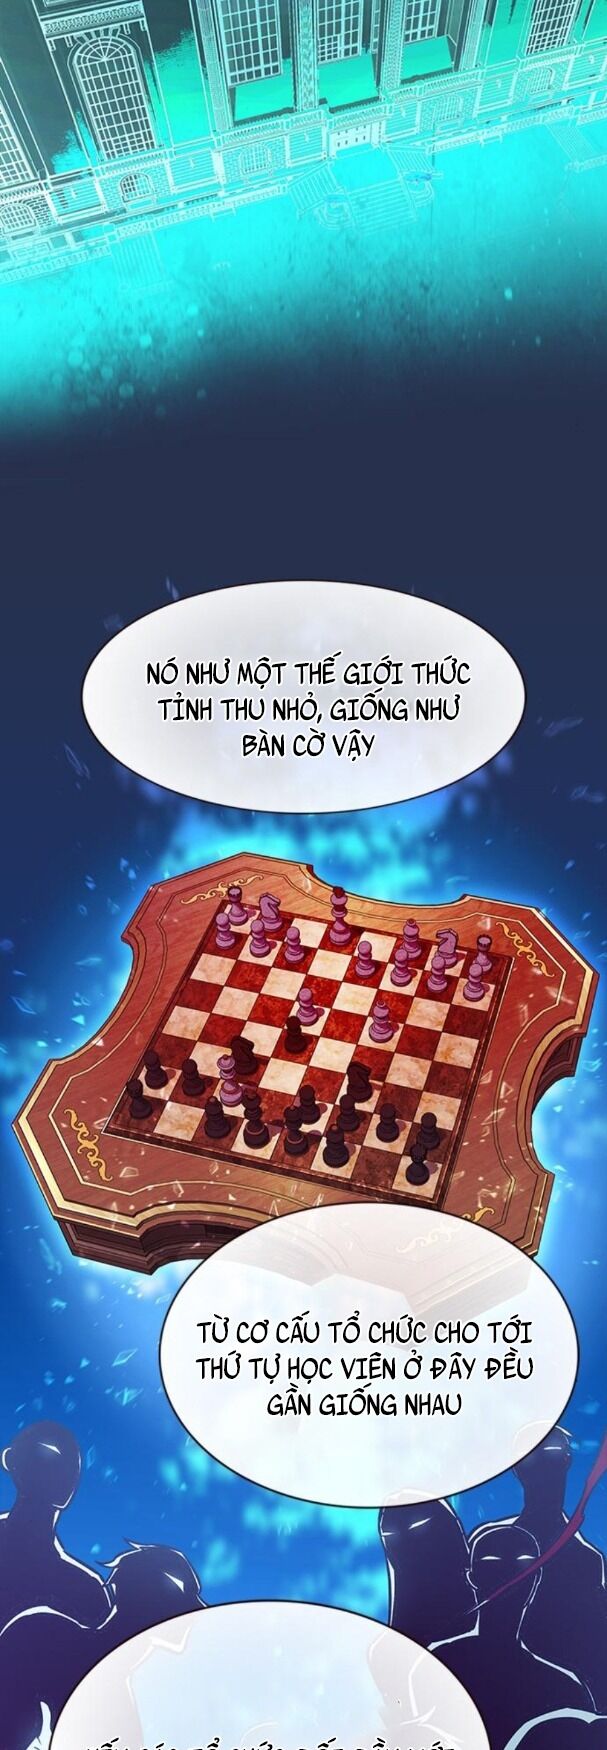 NÓ NHƯ MỘT THẾ GIỚI THỨC
TỈNH THU NHỎ, GIỐNG NHƯ
BÀN CỜ VẬY
TỪ CƠ CẤU TỔ CHỨC CHO TỚI
THỨ TỰ HỌC VIÊN Ở ĐÂY ĐỀU
GẦN GIỐNG NHAU